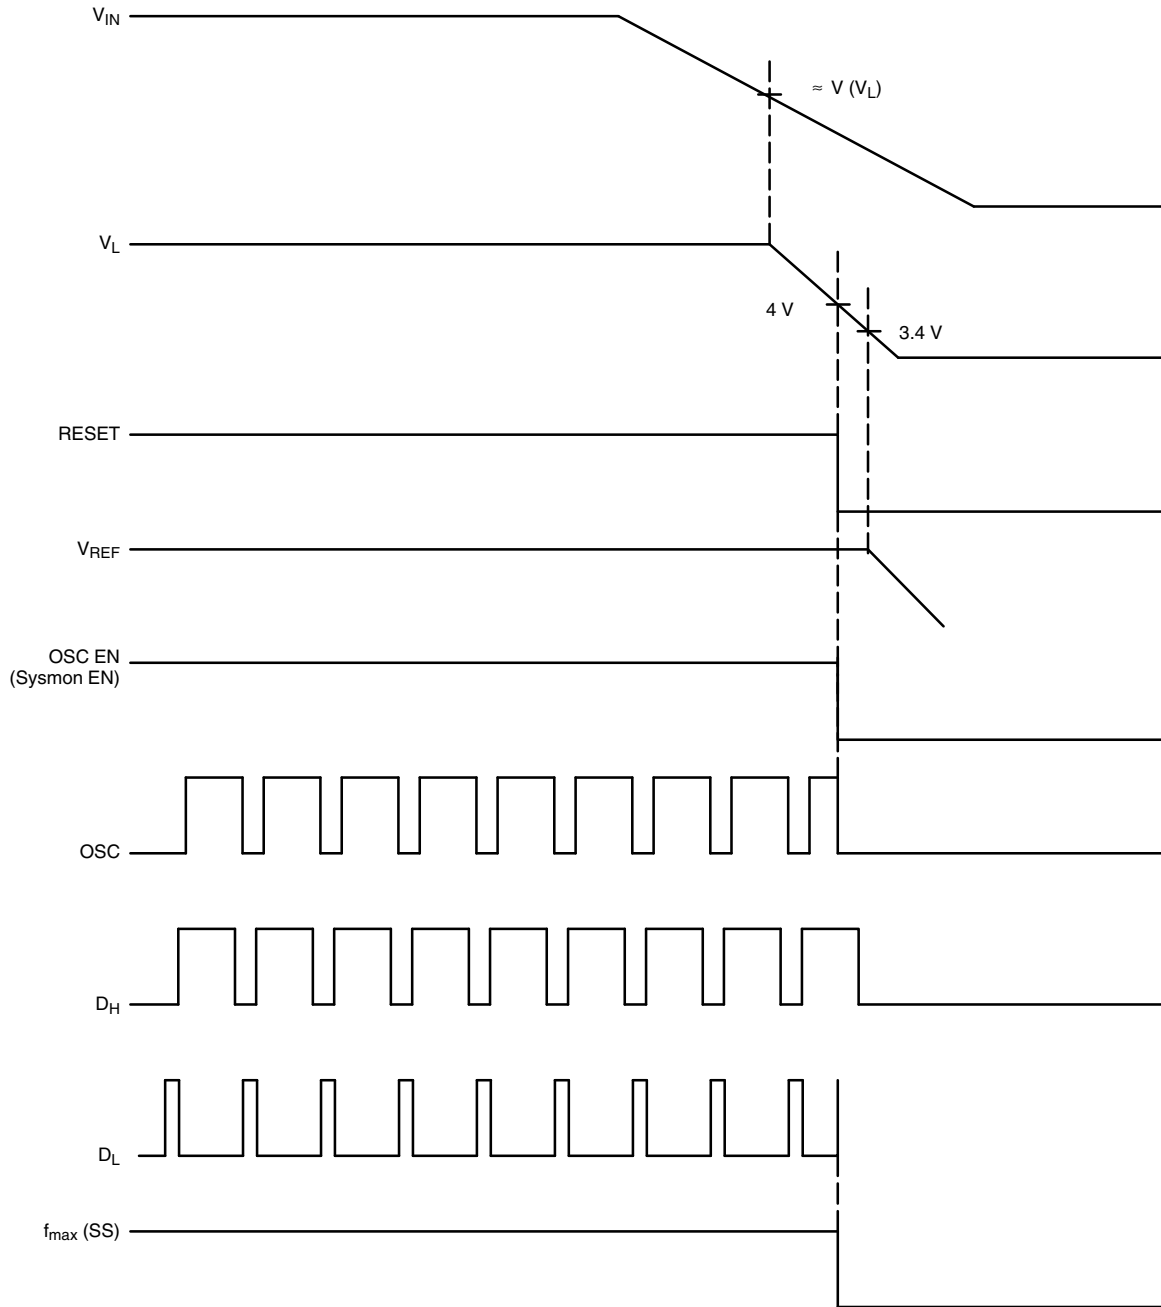 V_IN
≈ V (V_L)
V_L
4 V
3.4 V
RESET
V_REF
OSC EN
(Sysmon EN)
OSC
D_H
D_L
f_max (SS)